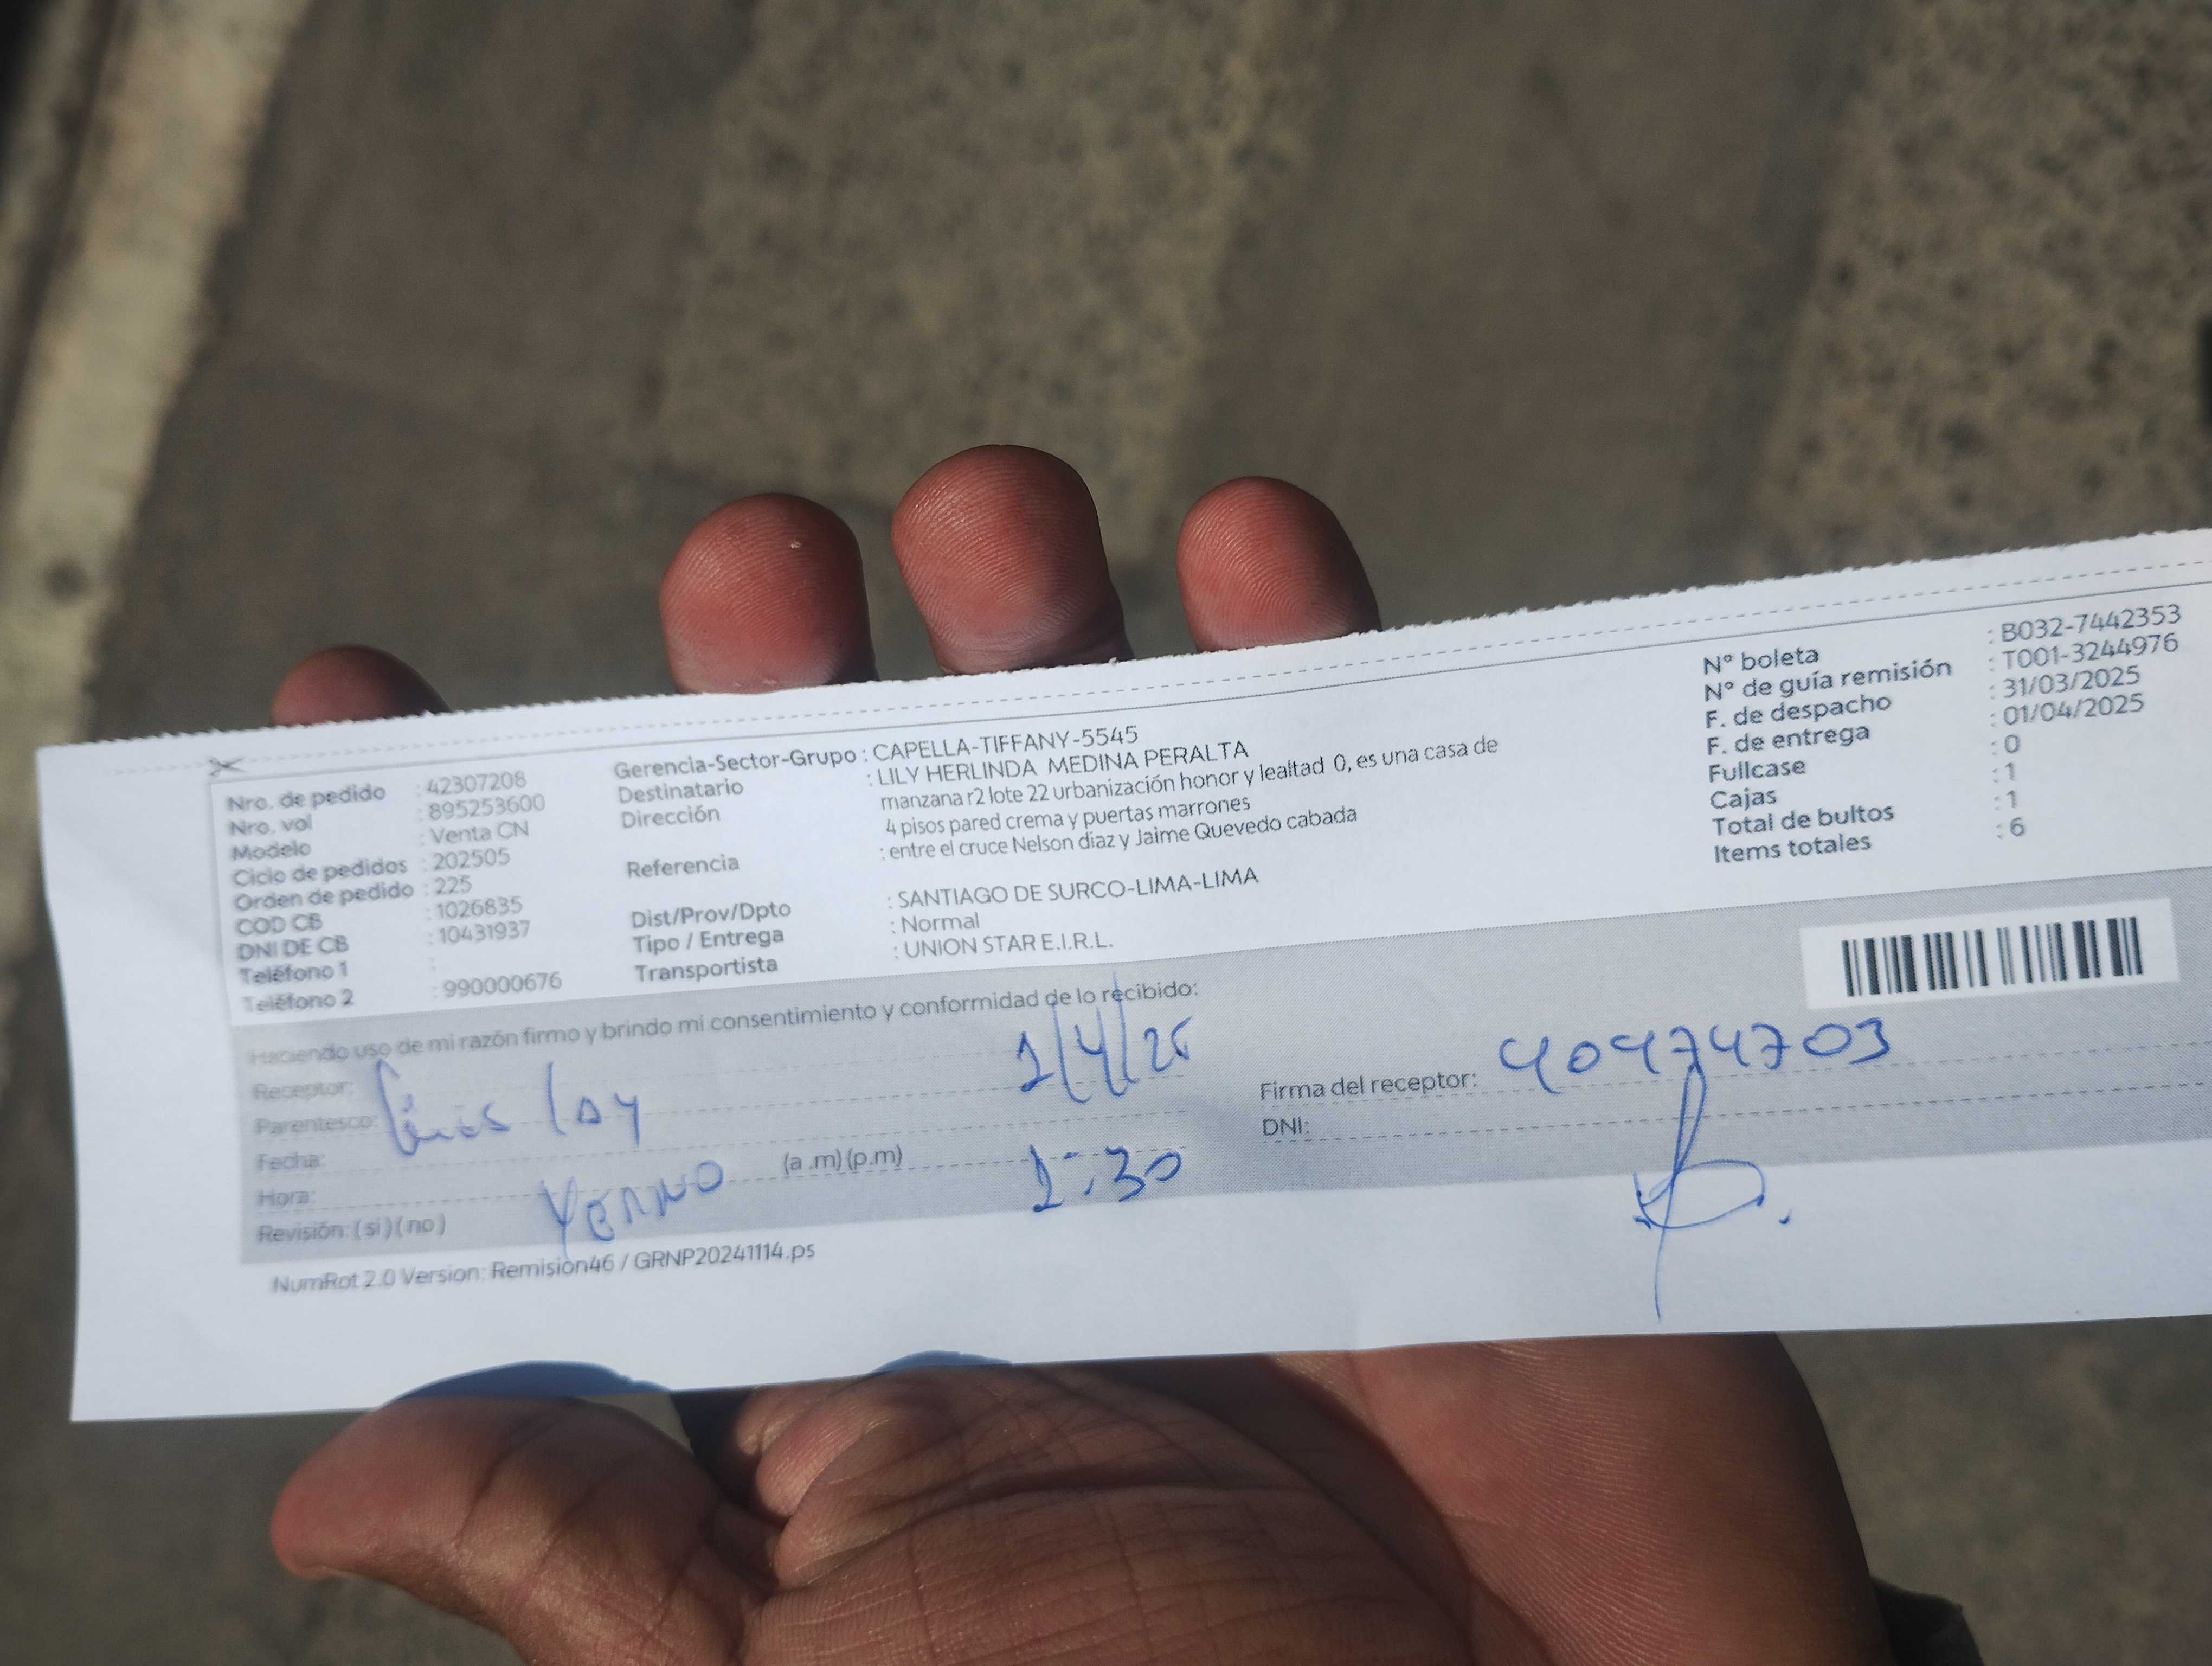 Nro. de pedido : 42307208
Nro. vol : 895253600
Modelo : Venta CN
Ciclo de pedidos : 202505
Orden de pedido : 225
COD CB : 1026835
DNI DE CB : 10431937
Teléfono 1 :
Teléfono 2 : 990000676
Gerencia-Sector-Grupo : CAPELLA-TIFFANY-5545
Destinatario : LILY HERLINDA MEDINA PERALTA
Dirección manzana r2 lote 22 urbanización honor y lealtad 0, es una casa de
4 pisos pared crema y puertas marrones
Referencia : entre el cruce Nelson diaz y Jaime Quevedo cabada
Dist/Prov/Dpto : SANTIAGO DE SURCO-LIMA-LIMA
Tipo / Entrega : Normal
Transportista : UNION STAR E.I.R.L.
N° boleta : B032-7442353
N° de guía remisión : T001-3244976
F. de despacho : 31/03/2025
F. de entrega : 01/04/2025
Fullcase : 0
Cajas : 1
Total de bultos : 1
Items totales : 6
Haciendo uso de mi razón firmo y brindo mi consentimiento y conformidad de lo recibido:
Receptor:
Parentesco:
Fecha:
Hora: (a .m) (p.m)
Revisión: ( si ) ( no )
Yerno
1:30
Firma del receptor: 40474703
DNI:
NumRot 2.0 Version: Remision46 / GRNP20241114.ps